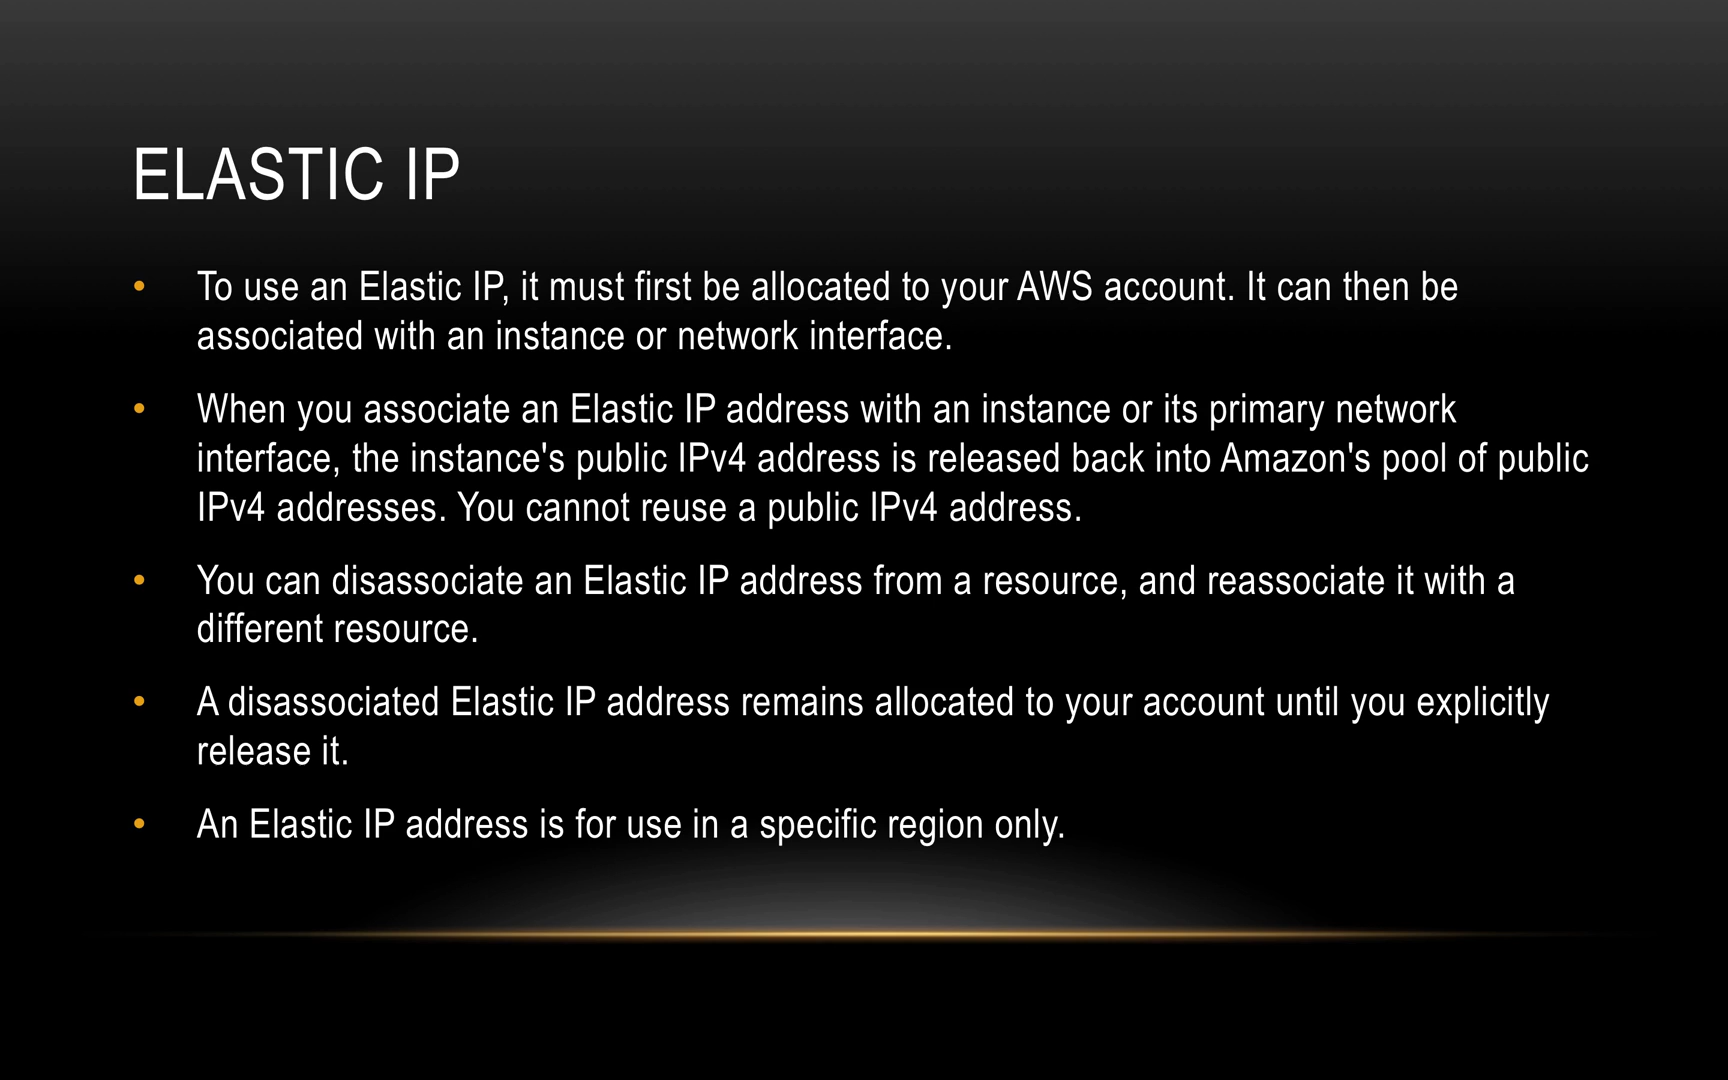 ELASTIC IP
• To use an Elastic IP, it must first be allocated to your AWS account. It can then be
associated with an instance or network interface.
• When you associate an Elastic IP address with an instance or its primary network
interface, the instance's public IPv4 address is released back into Amazon's pool of public
IPv4 addresses. You cannot reuse a public IPv4 address.
• You can disassociate an Elastic IP address from a resource, and reassociate it with a
different resource.
• A disassociated Elastic IP address remains allocated to your account until you explicitly
release it.
• An Elastic IP address is for use in a specific region only.